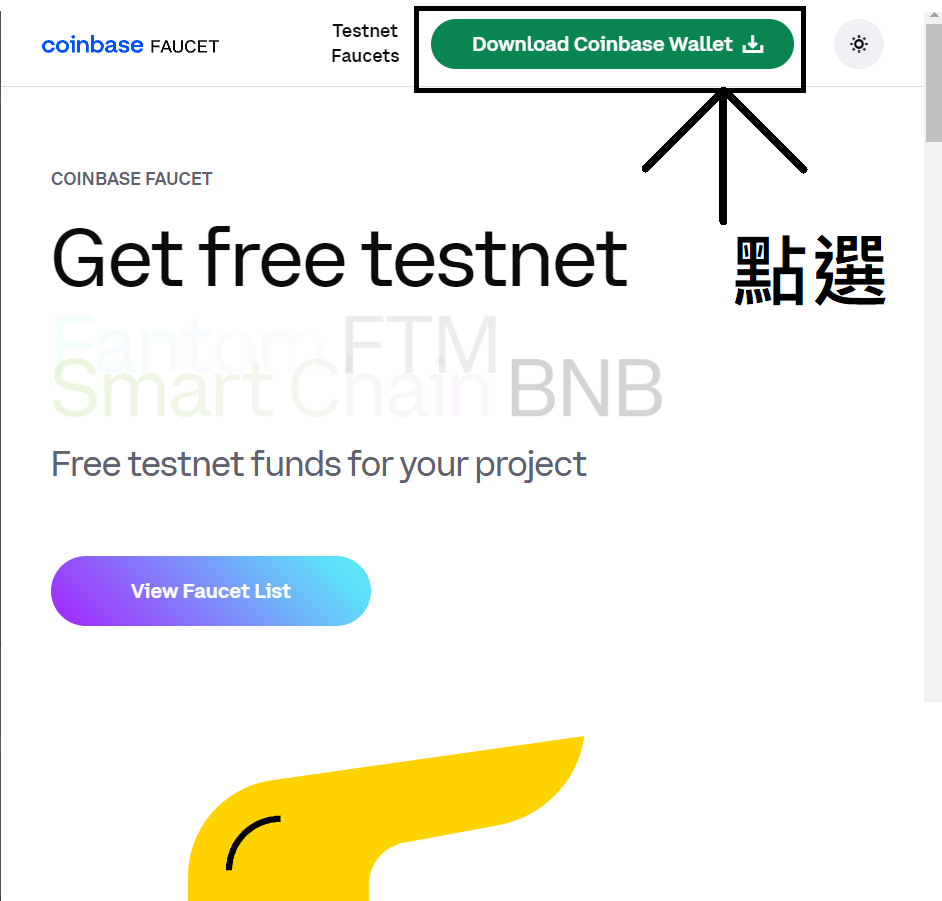 coinbase FAUCET
Testnet
Faucets
Download Coinbase Wallet
COINBASE FAUCET
Get free testnet
點選
Fantom FTM
Smart Chain BNB
Free testnet funds for your project
View Faucet List